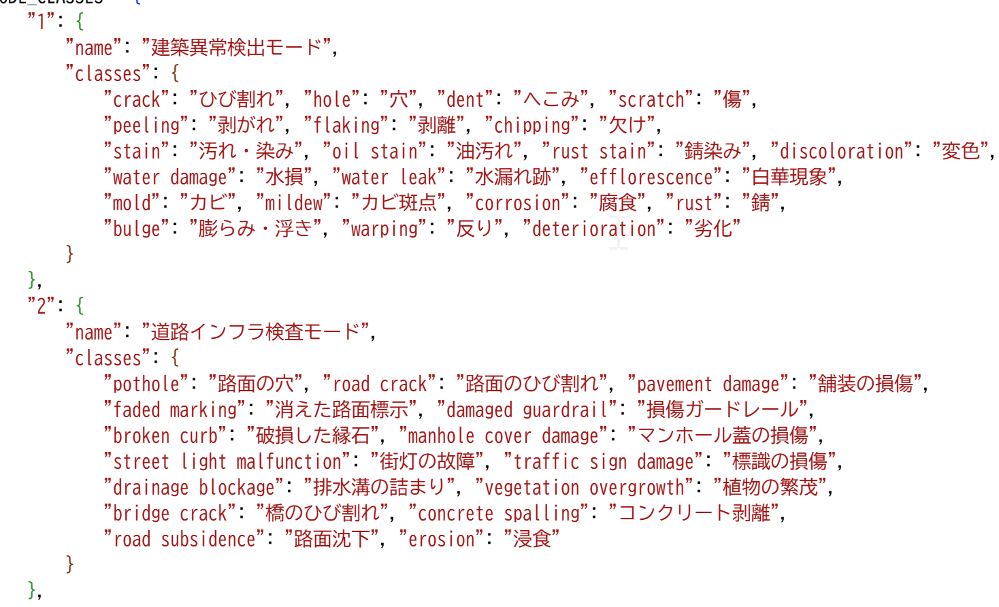 ODE_CLASSES = {
"1": {
"name": "建築異常検出モード",
"classes": {
"crack": "ひび割れ", "hole": "穴", "dent": "へこみ", "scratch": "傷",
"peeling": "剥がれ", "flaking": "剥離", "chipping": "欠け",
"stain": "汚れ・染み", "oil stain": "油汚れ", "rust stain": "錆染み", "discoloration": "変色",
"water damage": "水損", "water leak": "水漏れ跡", "efflorescence": "白華現象",
"mold": "カビ", "mildew": "カビ斑点", "corrosion": "腐食", "rust": "錆",
"bulge": "膨らみ・浮き", "warping": "反り", "deterioration": "劣化"
}
},
"2": {
"name": "道路インフラ検査モード",
"classes": {
"pothole": "路面の穴", "road crack": "路面のひび割れ", "pavement damage": "舗装の損傷",
"faded marking": "消えた路面標示", "damaged guardrail": "損傷ガードレール",
"broken curb": "破損した縁石", "manhole cover damage": "マンホール蓋の損傷",
"street light malfunction": "街灯の故障", "traffic sign damage": "標識の損傷",
"drainage blockage": "排水溝の詰まり", "vegetation overgrowth": "植物の繁茂",
"bridge crack": "橋のひび割れ", "concrete spalling": "コンクリート剥離",
"road subsidence": "路面沈下", "erosion": "浸食"
}
},